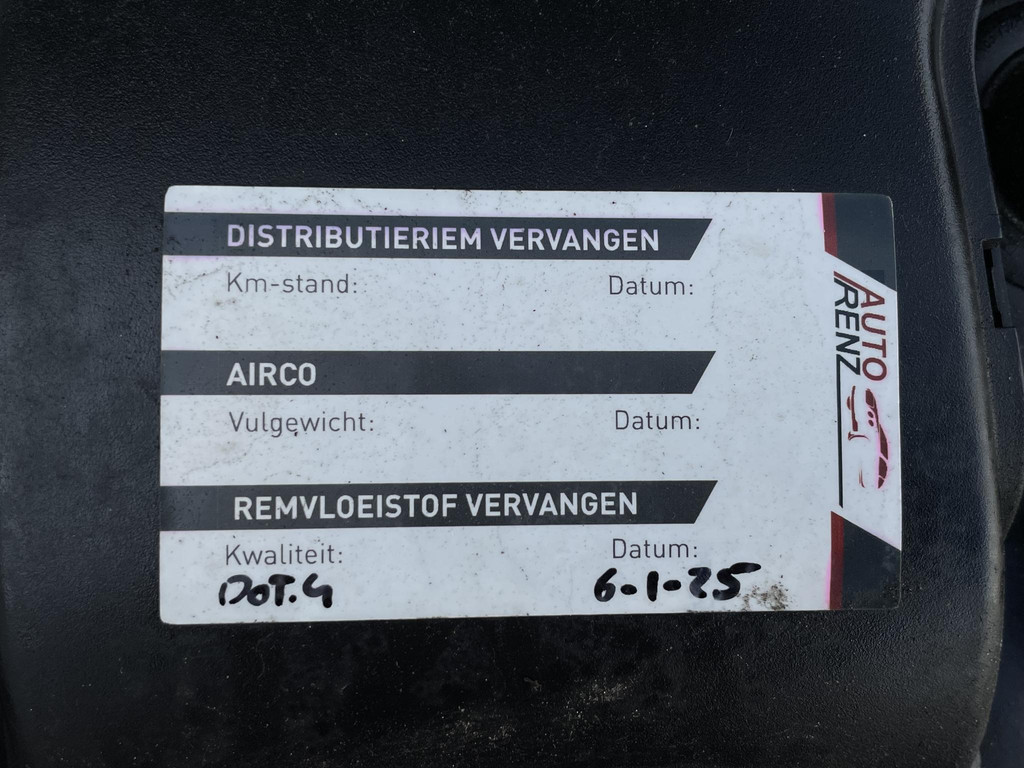 DISTRIBUTIERIEM VERVANGEN
Km-stand: Datum:
AIRCO
Vulgewicht: Datum:
REMVLOEISTOF VERVANGEN
Kwaliteit: Datum:
DOT.4 6-1-25
AUTO
RENZ